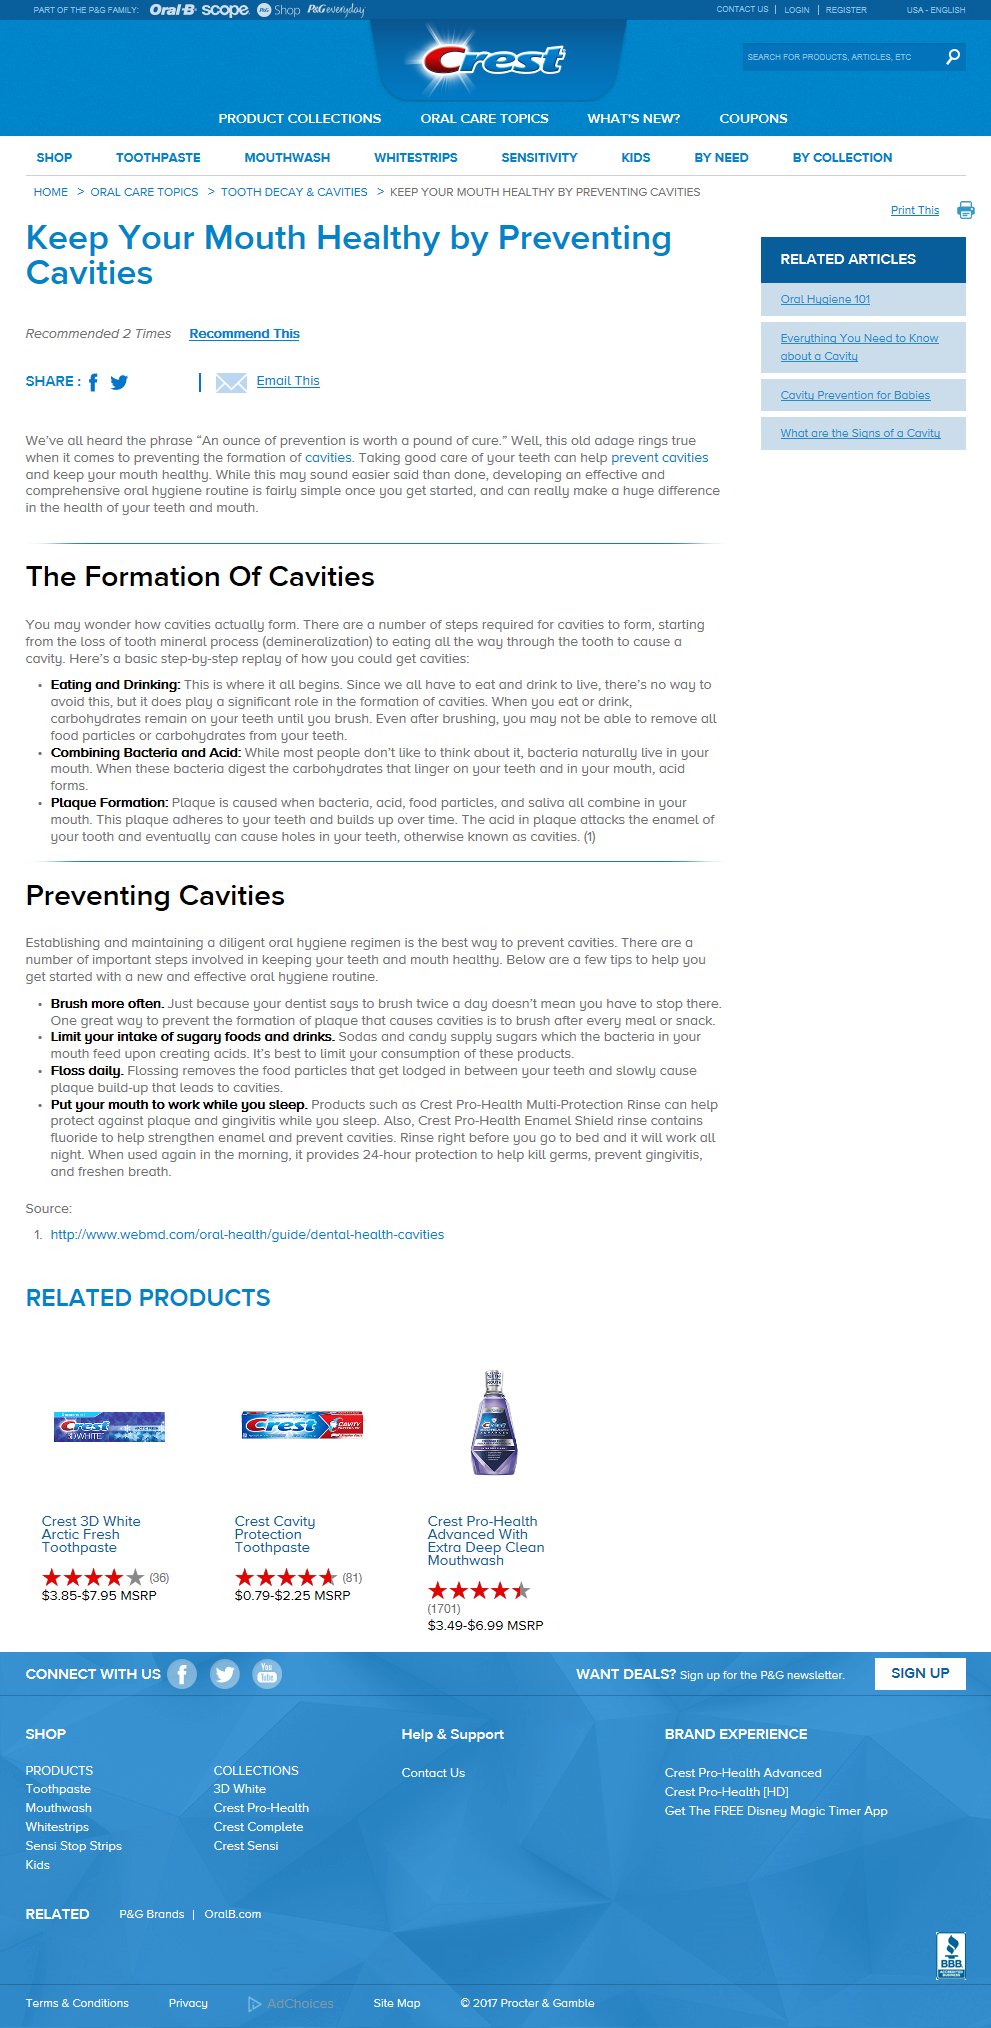 PART OF THE P&G FAMILY: Oral-B scope P&G Shop P&G everyday
CONTACT US | LOGIN | REGISTER USA - ENGLISH
Crest
SEARCH FOR PRODUCTS, ARTICLES, ETC
PRODUCT COLLECTIONS ORAL CARE TOPICS WHAT'S NEW? COUPONS
SHOP TOOTHPASTE MOUTHWASH WHITESTRIPS SENSITIVITY KIDS BY NEED BY COLLECTION
HOME > ORAL CARE TOPICS > TOOTH DECAY & CAVITIES > KEEP YOUR MOUTH HEALTHY BY PREVENTING CAVITIES
Print This
Keep Your Mouth Healthy by Preventing
Cavities
Recommended 2 Times Recommend This
SHARE : | Email This
RELATED ARTICLES
Oral Hygiene 101
Everything You Need to Know
about a Cavity
Cavity Prevention for Babies
What are the Signs of a Cavity
We've all heard the phrase “An ounce of prevention is worth a pound of cure.” Well, this old adage rings true
when it comes to preventing the formation of cavities. Taking good care of your teeth can help prevent cavities
and keep your mouth healthy. While this may sound easier said than done, developing an effective and
comprehensive oral hygiene routine is fairly simple once you get started, and can really make a huge difference
in the health of your teeth and mouth.
The Formation Of Cavities
You may wonder how cavities actually form. There are a number of steps required for cavities to form, starting
from the loss of tooth mineral process (demineralization) to eating all the way through the tooth to cause a
cavity. Here's a basic step-by-step replay of how you could get cavities:
• Eating and Drinking: This is where it all begins. Since we all have to eat and drink to live, there's no way to
avoid this, but it does play a significant role in the formation of cavities. When you eat or drink,
carbohydrates remain on your teeth until you brush. Even after brushing, you may not be able to remove all
food particles or carbohydrates from your teeth.
• Combining Bacteria and Acid: While most people don't like to think about it, bacteria naturally live in your
mouth. When these bacteria digest the carbohydrates that linger on your teeth and in your mouth, acid
forms.
• Plaque Formation: Plaque is caused when bacteria, acid, food particles, and saliva all combine in your
mouth. This plaque adheres to your teeth and builds up over time. The acid in plaque attacks the enamel of
your tooth and eventually can cause holes in your teeth, otherwise known as cavities. (1)
Preventing Cavities
Establishing and maintaining a diligent oral hygiene regimen is the best way to prevent cavities. There are a
number of important steps involved in keeping your teeth and mouth healthy. Below are a few tips to help you
get started with a new and effective oral hygiene routine.
• Brush more often. Just because your dentist says to brush twice a day doesn't mean you have to stop there.
One great way to prevent the formation of plaque that causes cavities is to brush after every meal or snack.
• Limit your intake of sugary foods and drinks. Sodas and candy supply sugars which the bacteria in your
mouth feed upon creating acids. It's best to limit your consumption of these products.
• Floss daily. Flossing removes the food particles that get lodged in between your teeth and slowly cause
plaque build-up that leads to cavities.
• Put your mouth to work while you sleep. Products such as Crest Pro-Health Multi-Protection Rinse can help
protect against plaque and gingivitis while you sleep. Also, Crest Pro-Health Enamel Shield rinse contains
fluoride to help strengthen enamel and prevent cavities. Rinse right before you go to bed and it will work all
night. When used again in the morning, it provides 24-hour protection to help kill germs, prevent gingivitis,
and freshen breath.
Source:
1. http://www.webmd.com/oral-health/guide/dental-health-cavities
RELATED PRODUCTS
Crest
3D WHITE
Crest CAVITY
Crest
Crest 3D White
Arctic Fresh
Toothpaste
(36)
$3.85-$7.95 MSRP
Crest Cavity
Protection
Toothpaste
(81)
$0.79-$2.25 MSRP
Crest Pro-Health
Advanced With
Extra Deep Clean
Mouthwash
(1701)
$3.49-$6.99 MSRP
CONNECT WITH US You Tube
WANT DEALS? Sign up for the P&G newsletter. SIGN UP
SHOP
PRODUCTS
Toothpaste
Mouthwash
Whitestrips
Sensi Stop Strips
Kids
COLLECTIONS
3D White
Crest Pro-Health
Crest Complete
Crest Sensi
Help & Support
Contact Us
BRAND EXPERIENCE
Crest Pro-Health Advanced
Crest Pro-Health [HD]
Get The FREE Disney Magic Timer App
RELATED P&G Brands | OralB.com
BBB
Terms & Conditions Privacy AdChoices Site Map © 2017 Procter & Gamble